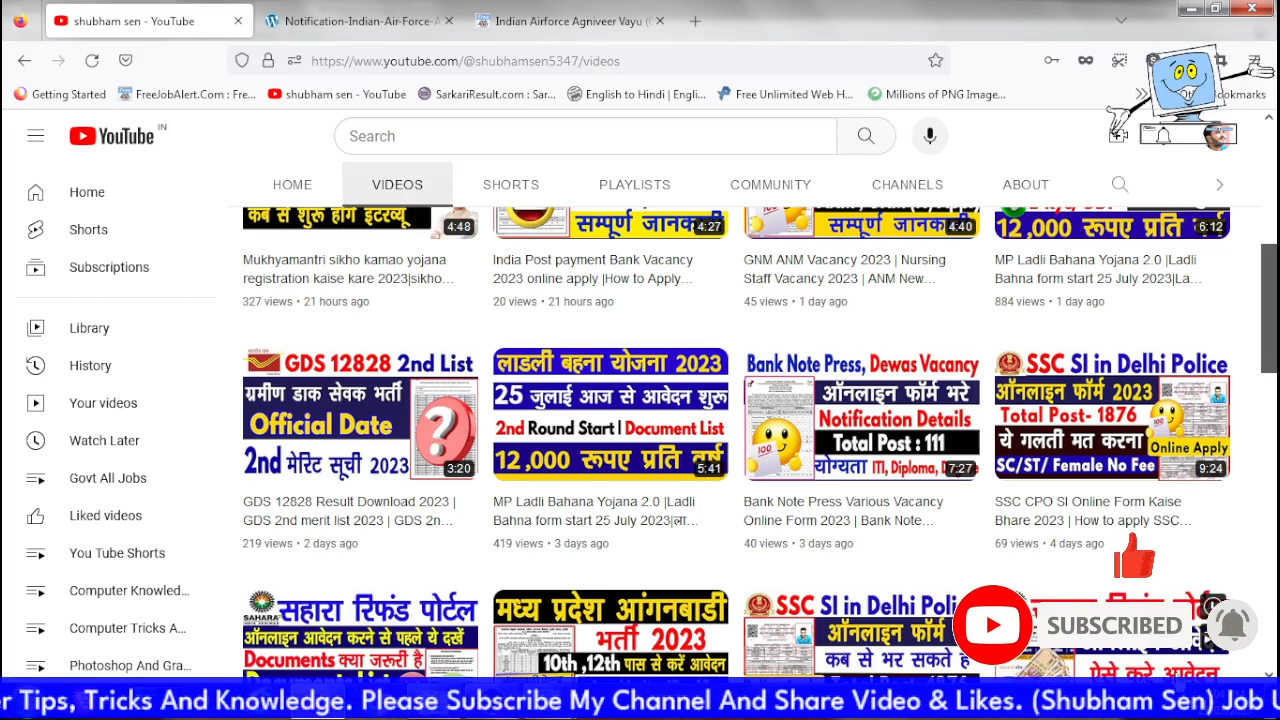 shubham sen - YouTube
Notification-Indian-Air-Force-A
Indian Airforce Agniveer Vayu (
https://www.youtube.com/@shubhamsen5347/videos
Getting Started
FreeJobAlert.Com : Fre...
shubham sen - YouTube
SarkariResult.com : Sar...
English to Hindi | Engli...
Free Unlimited Web H...
Millions of PNG Image...
YouTube IN
Search
HOME
VIDEOS
SHORTS
PLAYLISTS
COMMUNITY
CHANNELS
ABOUT
Home
Shorts
Subscriptions
Library
History
Your videos
Watch Later
Govt All Jobs
Liked videos
You Tube Shorts
Computer Knowled...
Computer Tricks A...
Photoshop And Gra...
कब से शुरू होंगे इंटरव्यू
4:48
Mukhyamantri sikho kamao yojana
registration kaise kare 2023|sikho...
327 views • 21 hours ago
सम्पूर्ण जानकारी
4:27
India Post payment Bank Vacancy
2023 online apply |How to Apply...
20 views • 21 hours ago
सम्पूर्ण जानकारी
4:40
GNM ANM Vacancy 2023 | Nursing
Staff Vacancy 2023 | ANM New...
45 views • 1 day ago
12,000 रूपए प्रति
6:12
MP Ladli Bahna Yojana 2.0 |Ladli
Bahna form start 25 July 2023|La...
884 views • 1 day ago
GDS 12828 2nd List
ग्रामीण डाक सेवक भर्ती
Official Date
2nd मेरिट सूची 2023
3:20
GDS 12828 Result Download 2023 |
GDS 2nd merit list 2023 | GDS 2n...
219 views • 2 days ago
लाडली बहना योजना 2023
25 जुलाई आज से आवेदन शुरू
2nd Round Start | Document List
12,000 रूपए प्रति वर्ष
5:41
MP Ladli Bahana Yojana 2.0 |Ladli
Bahna form start 25 July 2023|ला...
419 views • 3 days ago
Bank Note Press, Dewas Vacancy
ऑनलाइन फॉर्म भरे
Notification Details
Total Post : 111
योग्यता ITI, Diploma,
7:27
Bank Note Press Various Vacancy
Online Form 2023 | Bank Note...
40 views • 3 days ago
SSC SI in Delhi Police
ऑनलाइन फॉर्म 2023
Total Post- 1876
ये गलती मत करना
Online Apply
SC/ST/ Female No Fee
9:24
SSC CPO SI Online Form Kaise
Bhare 2023 | How to apply SSC...
69 views • 4 days ago
SAHARA
सहारा रिफंड पोर्टल
ऑनलाइन आवेदन करने से पहले ये देखें
Documents क्या जरूरी है
मध्य प्रदेश आंगनबाड़ी
भर्ती 2023
10th ,12th पास से करें आवेदन
SSC SI in Delhi Poli
ऑनलाइन फॉर्म
कब से भर सकते है
ऐसे करे आवेदन
SUBSCRIBED
er Tips, Tricks And Knowledge. Please Subscribe My Channel And Share Video & Likes. (Shubham Sen) Job U